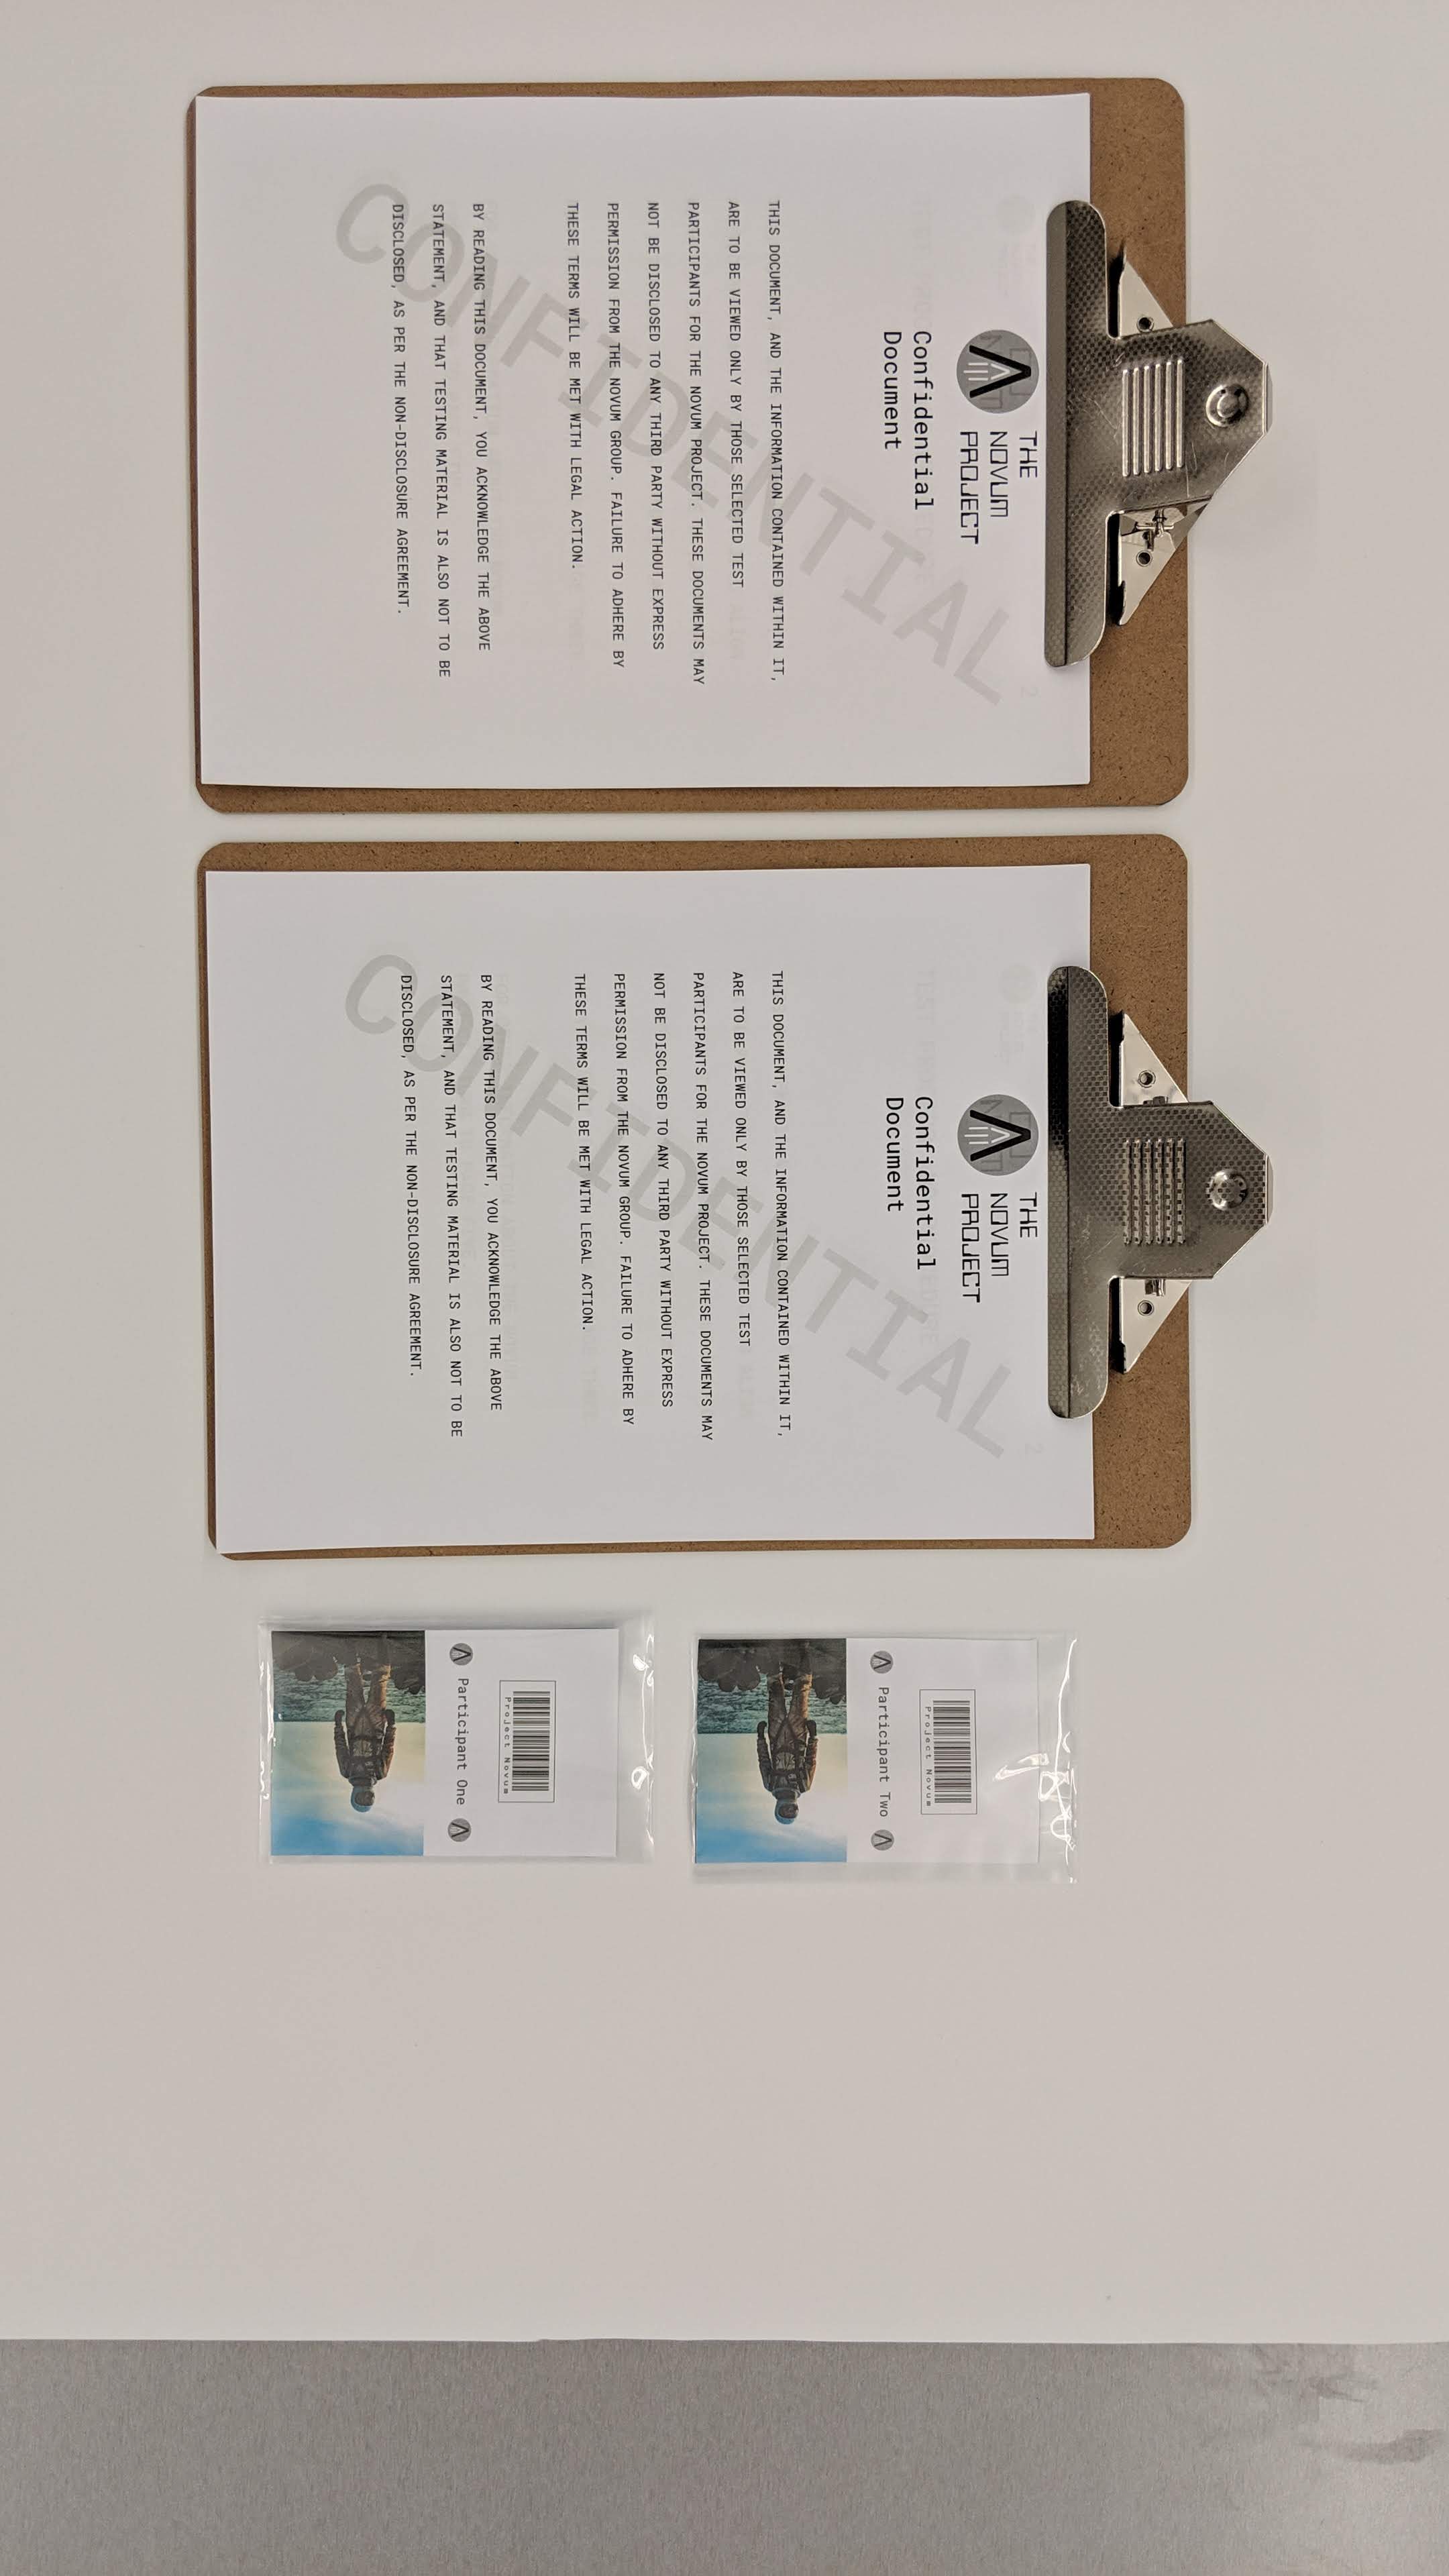 THE
NOVUM
PROJECT
Confidential
Document
THIS DOCUMENT, AND THE INFORMATION CONTAINED WITHIN IT,
ARE TO BE VIEWED ONLY BY THOSE SELECTED TEST
PARTICIPANTS FOR THE NOVUM PROJECT. THESE DOCUMENTS MAY
NOT BE DISCLOSED TO ANY THIRD PARTY WITHOUT EXPRESS
PERMISSION FROM THE NOVUM GROUP. FAILURE TO ADHERE BY
THESE TERMS WILL BE MET WITH LEGAL ACTION.
BY READING THIS DOCUMENT, YOU ACKNOWLEDGE THE ABOVE
STATEMENT, AND THAT TESTING MATERIAL IS ALSO NOT TO BE
DISCLOSED, AS PER THE NON-DISCLOSURE AGREEMENT.
CONFIDENTIAL
THE
NOVUM
PROJECT
Confidential
Document
THIS DOCUMENT, AND THE INFORMATION CONTAINED WITHIN IT,
ARE TO BE VIEWED ONLY BY THOSE SELECTED TEST
PARTICIPANTS FOR THE NOVUM PROJECT. THESE DOCUMENTS MAY
NOT BE DISCLOSED TO ANY THIRD PARTY WITHOUT EXPRESS
PERMISSION FROM THE NOVUM GROUP. FAILURE TO ADHERE BY
THESE TERMS WILL BE MET WITH LEGAL ACTION.
BY READING THIS DOCUMENT, YOU ACKNOWLEDGE THE ABOVE
STATEMENT, AND THAT TESTING MATERIAL IS ALSO NOT TO BE
DISCLOSED, AS PER THE NON-DISCLOSURE AGREEMENT.
CONFIDENTIAL
Project Novum
Participant Two
Project Novum
Participant One